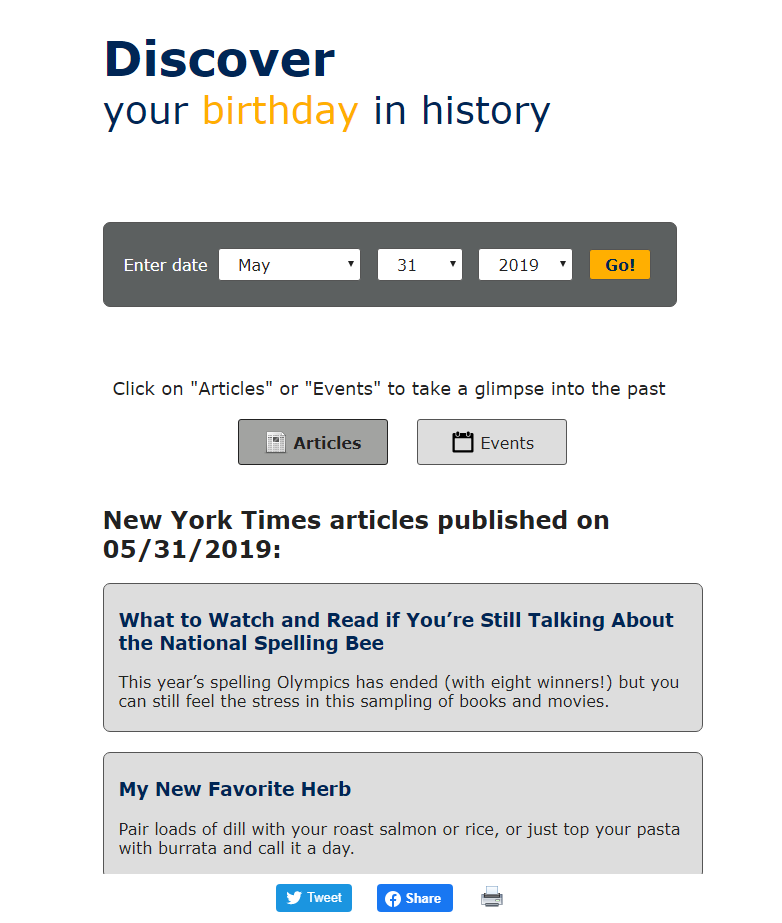 Discover
your birthday in history
Enter date May 31 2019 Go!
Click on "Articles" or "Events" to take a glimpse into the past
Articles Events
New York Times articles published on
05/31/2019:
What to Watch and Read if You’re Still Talking About
the National Spelling Bee
This year’s spelling Olympics has ended (with eight winners!) but you
can still feel the stress in this sampling of books and movies.
My New Favorite Herb
Pair loads of dill with your roast salmon or rice, or just top your pasta
with burrata and call it a day.
Tweet Share